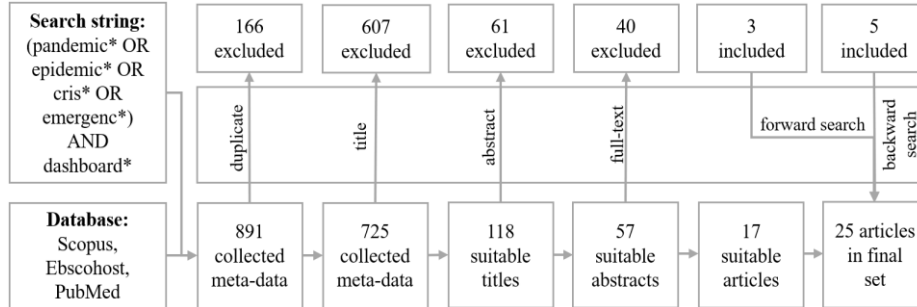 Search string:
(pandemic* OR
epidemic* OR
cris* OR
emergenc*)
AND
dashboard*
166
excluded
607
excluded
61
excluded
40
excluded
3
included
5
included
duplicate
title
abstract
full-text
forward search
backward
search
Database:
Scopus,
Ebscohost,
PubMed
891
collected
meta-data
725
collected
meta-data
118
suitable
titles
57
suitable
abstracts
17
suitable
articles
25 articles
in final
set